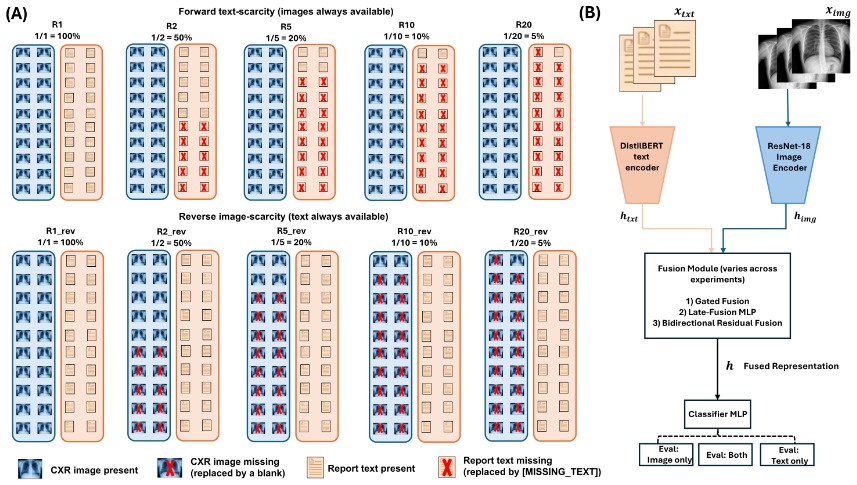 (A)
Forward text-scarcity (images always available)
R1
1/1 = 100%
R2
1/2 = 50%
R5
1/5 = 20%
R10
1/10 = 10%
R20
1/20 = 5%
Reverse image-scarcity (text always available)
R1_rev
1/1 = 100%
R2_rev
1/2 = 50%
R5_rev
1/5 = 20%
R10_rev
1/10 = 10%
R20_rev
1/20 = 5%
CXR image present
CXR image missing
(replaced by a blank)
Report text present
Report text missing
(replaced by [MISSING_TEXT])
(B)
x_txt
x_img
DistilBERT
text
encoder
ResNet-18
Image
Encoder
h_txt
h_img
Fusion Module (varies across
experiments)
1) Gated Fusion
2) Late-Fusion MLP
3) Bidirectional Residual Fusion
h Fused Representation
Classifier MLP
Eval:
Image only
Eval: Both
Eval:
Text only